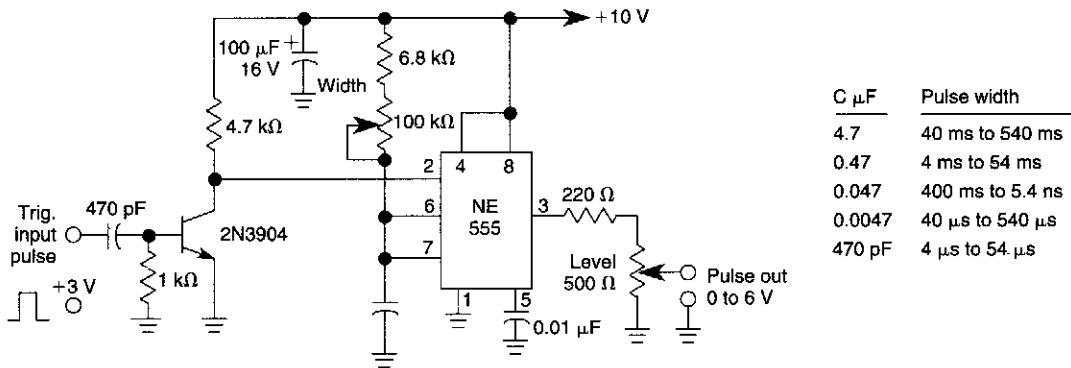 +10 V
100 µF +
16 V
6.8 kΩ
Width
100 kΩ
4.7 kΩ
2
4
8
6
7
NE
555
3
1
5
220 Ω
Level
500 Ω
Pulse out
0 to 6 V
0.01 µF
470 pF
2N3904
Trig.
input
pulse
1 kΩ
+3 V
C µF Pulse width
4.7 40 ms to 540 ms
0.47 4 ms to 54 ms
0.047 400 ms to 5.4 ns
0.0047 40 µs to 540 µs
470 pF 4 µs to 54 µs